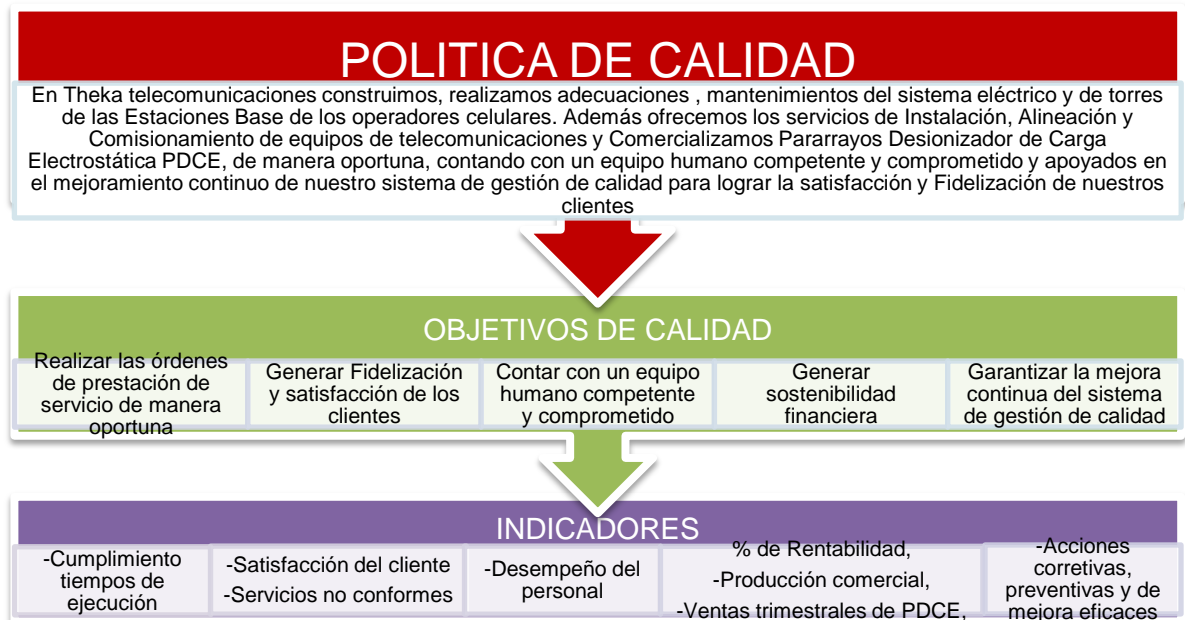 POLITICA DE CALIDAD
En Theka telecomunicaciones construimos, realizamos adecuaciones , mantenimientos del sistema eléctrico y de torres
de las Estaciones Base de los operadores celulares. Además ofrecemos los servicios de Instalación, Alineación y
Comisionamiento de equipos de telecomunicaciones y Comercializamos Pararrayos Desionizador de Carga
Electrostática PDCE, de manera oportuna, contando con un equipo humano competente y comprometido y apoyados en
el mejoramiento continuo de nuestro sistema de gestión de calidad para lograr la satisfacción y Fidelización de nuestros
clientes
OBJETIVOS DE CALIDAD
Realizar las órdenes
de prestación de
servicio de manera
oportuna
Generar Fidelización
y satisfacción de los
clientes
Contar con un equipo
humano competente
y comprometido
Generar
sostenibilidad
financiera
Garantizar la mejora
continua del sistema
de gestión de calidad
INDICADORES
-Cumplimiento
tiempos de
ejecución
-Satisfacción del cliente
-Servicios no conformes
-Desempeño del
personal
% de Rentabilidad,
-Producción comercial,
-Ventas trimestrales de PDCE,
-Acciones
corretivas,
preventivas y de
mejora eficaces